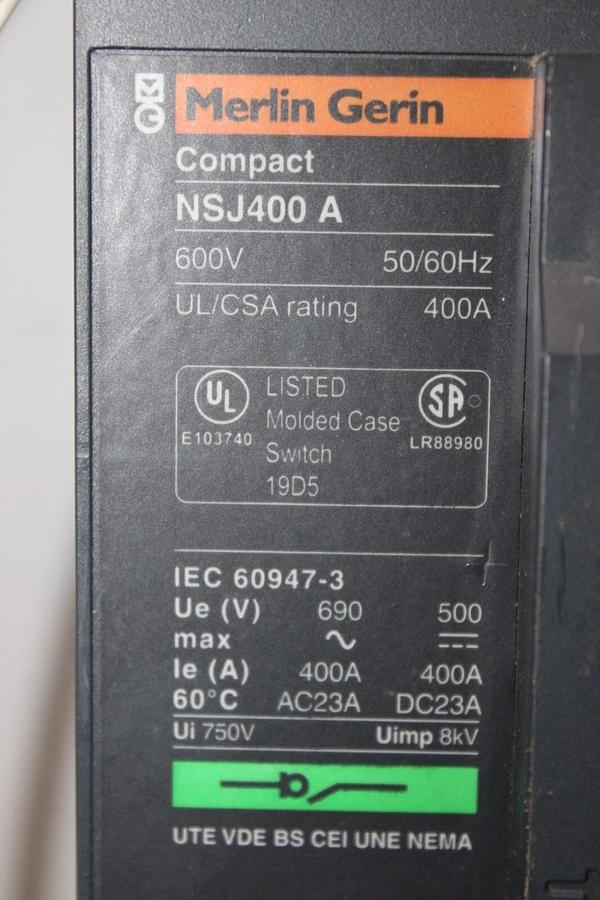 Merlin Gerin
Compact
NSJ400 A
600V 50/60Hz
UL/CSA rating 400A
UL LISTED SA
Molded Case
E103740 LR88980
Switch
19D5
IEC 60947-3
Ue (V) 690 500
max ∿ ⎓
Ie (A) 400A 400A
60°C AC23A DC23A
Ui 750V Uimp 8kV
UTE VDE BS CEI UNE NEMA